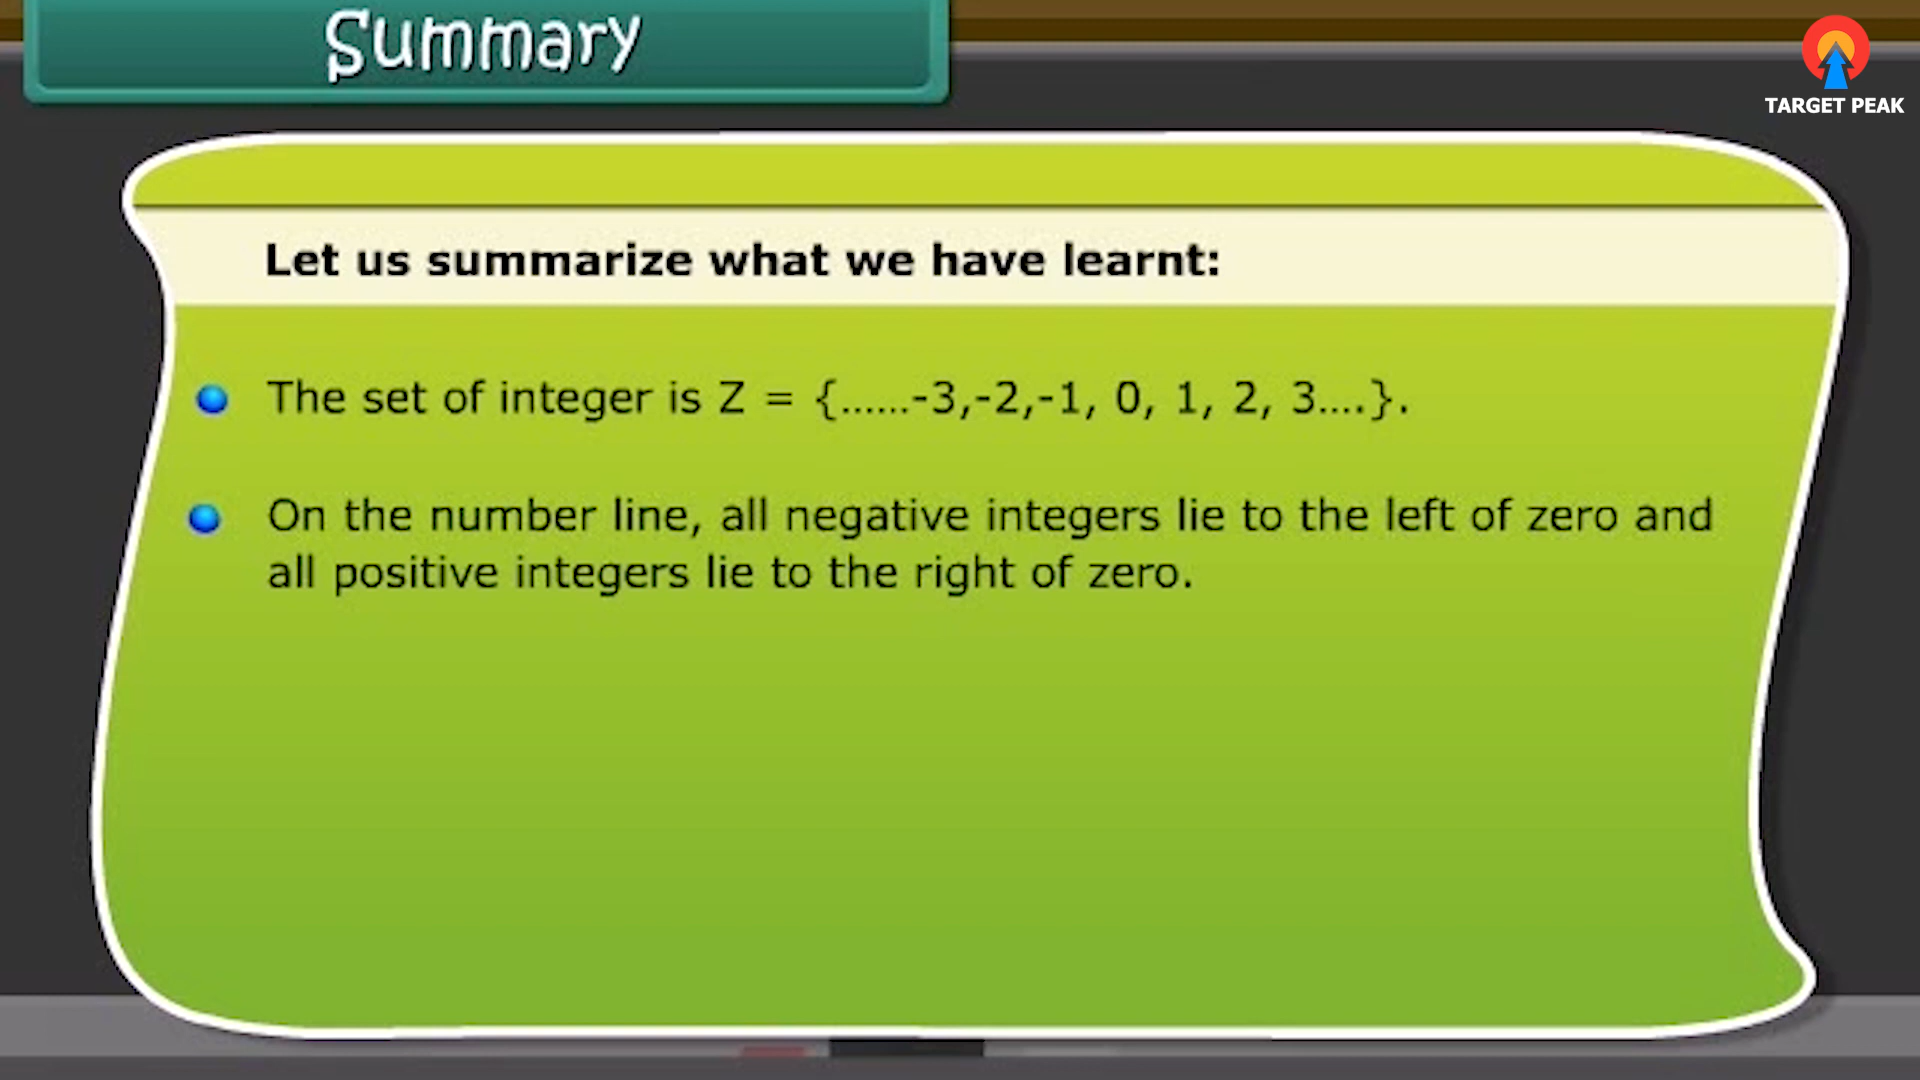 Summary
TARGET PEAK
Let us summarize what we have learnt:
The set of integer is Z = {......-3,-2,-1, 0, 1, 2, 3....}.
On the number line, all negative integers lie to the left of zero and
all positive integers lie to the right of zero.